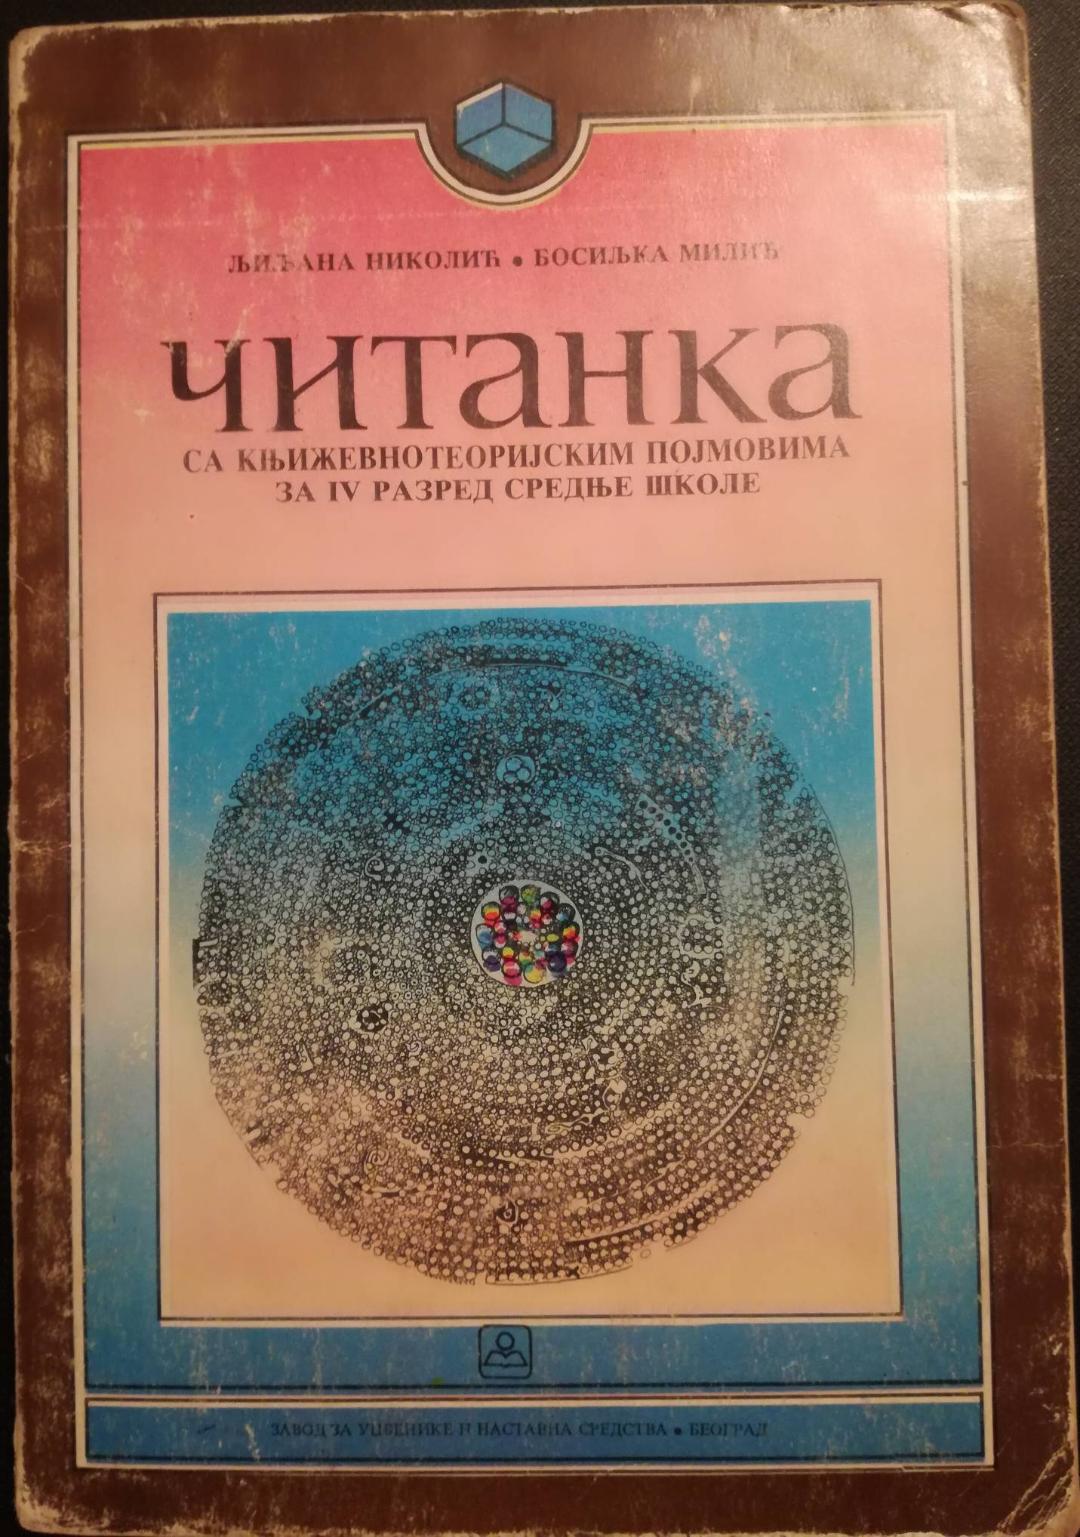 ЉИЉАНА НИКОЛИЋ • БОСИЉКА МИЛИЋ
ЧИТАНКА
СА КЊИЖЕВНОТЕОРИЈСКИМ ПОЈМОВИМА
ЗА IV РАЗРЕД СРЕДЊЕ ШКОЛЕ
ЗАВОД ЗА УЏБЕНИКЕ И НАСТАВНА СРЕДСТВА • БЕОГРАД